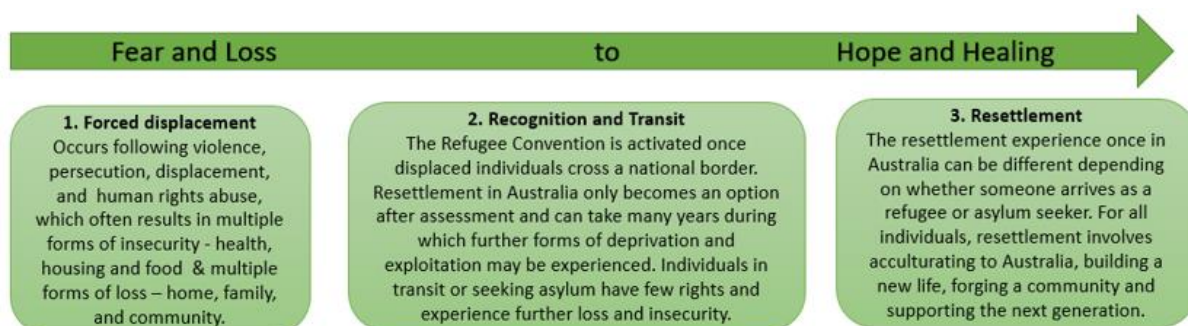 Fear and Loss to Hope and Healing
1. Forced displacement
Occurs following violence,
persecution, displacement,
and human rights abuse,
which often results in multiple
forms of insecurity - health,
housing and food & multiple
forms of loss – home, family,
and community.
2. Recognition and Transit
The Refugee Convention is activated once
displaced individuals cross a national border.
Resettlement in Australia only becomes an option
after assessment and can take many years during
which further forms of deprivation and
exploitation may be experienced. Individuals in
transit or seeking asylum have few rights and
experience further loss and insecurity.
3. Resettlement
The resettlement experience once in
Australia can be different depending
on whether someone arrives as a
refugee or asylum seeker. For all
individuals, resettlement involves
acculturating to Australia, building a
new life, forging a community and
supporting the next generation.